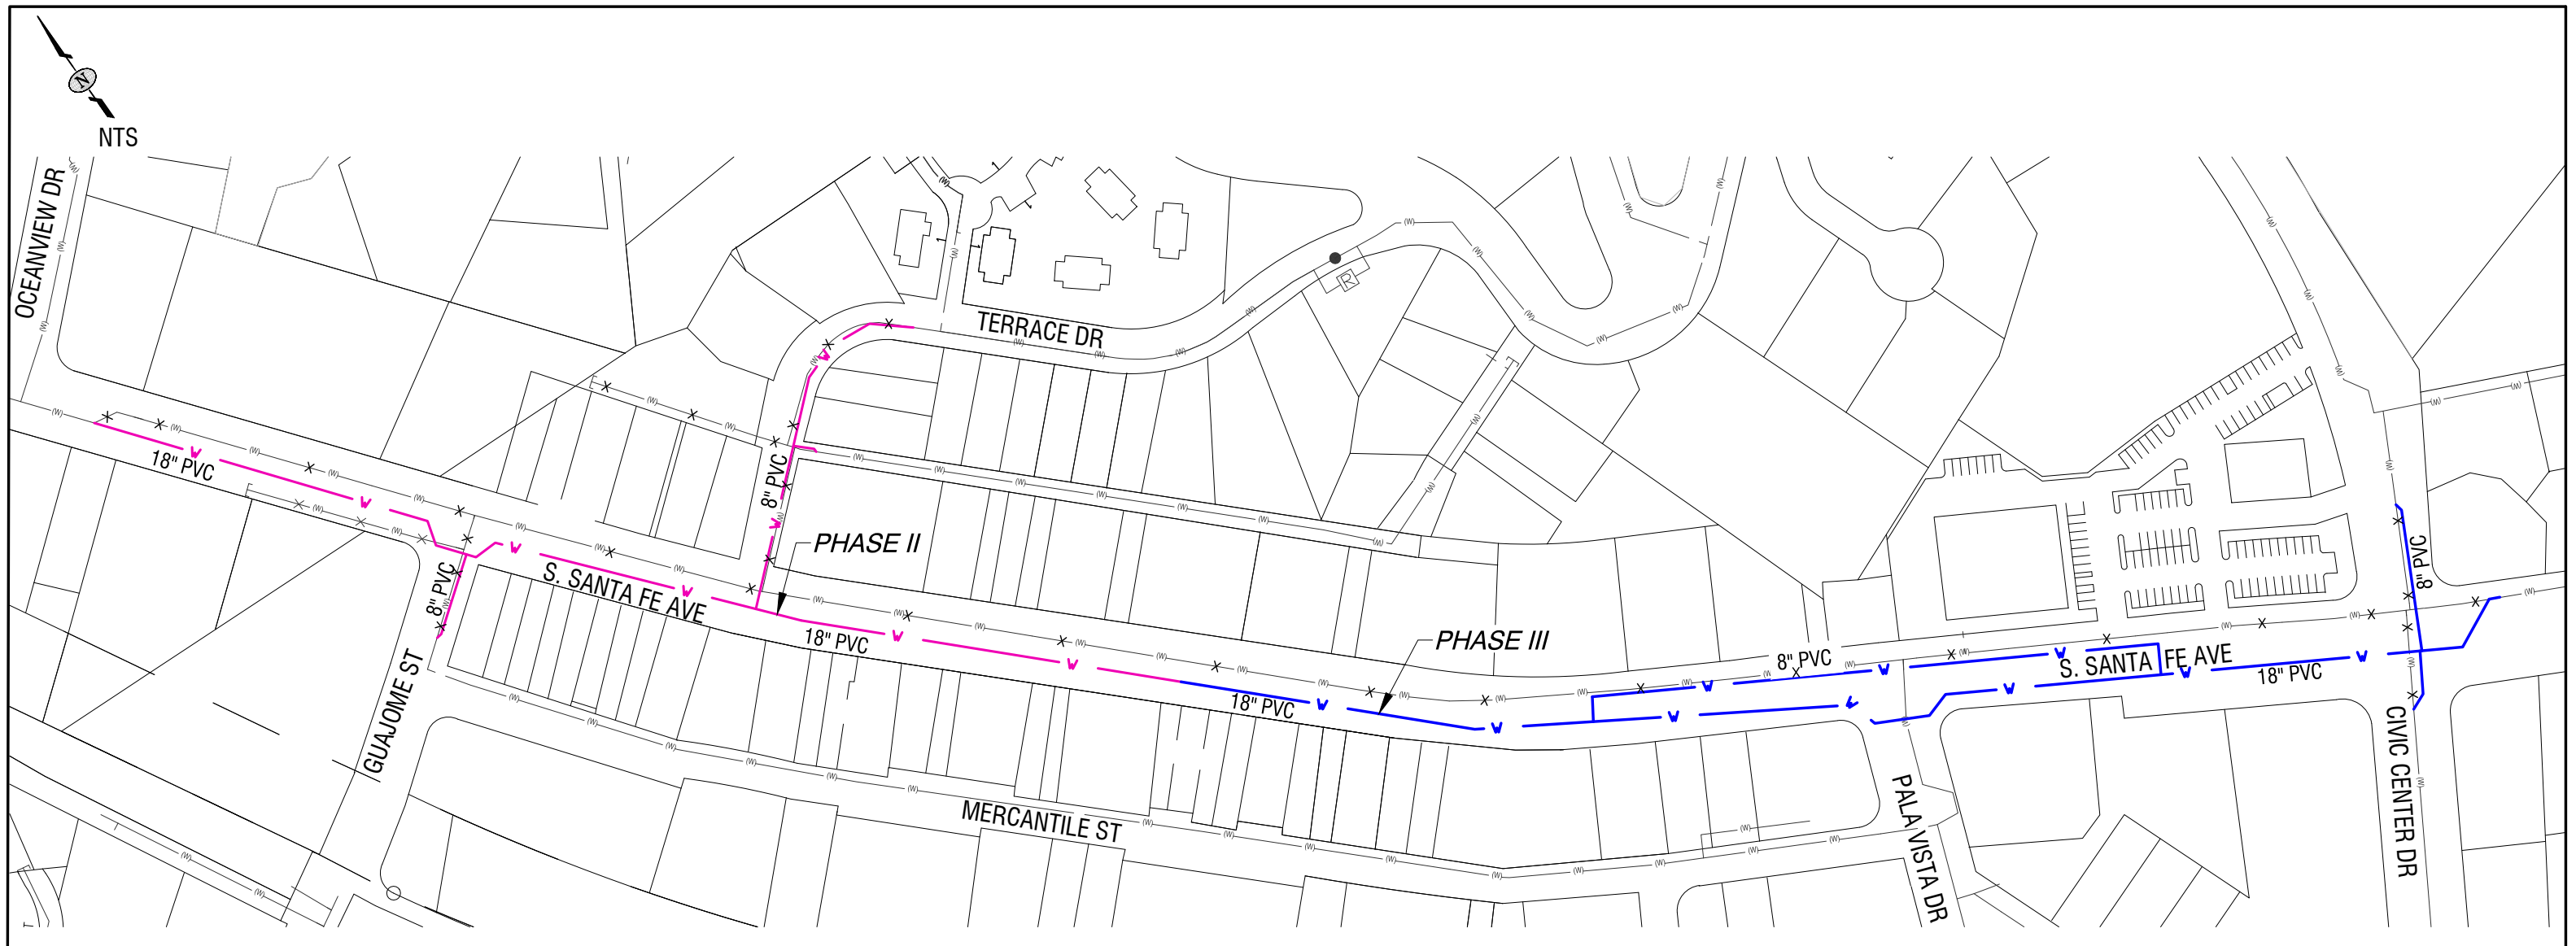 N
NTS
OCEANVIEW DR
TERRACE DR
R
18" PVC
8" PVC
PHASE II
8" PVC
S. SANTA FE AVE
18" PVC
PHASE III
8" PVC
S. SANTA FE AVE
18" PVC
18" PVC
8" PVC
GUAJOME ST
MERCANTILE ST
PALA VISTA DR
CIVIC CENTER DR